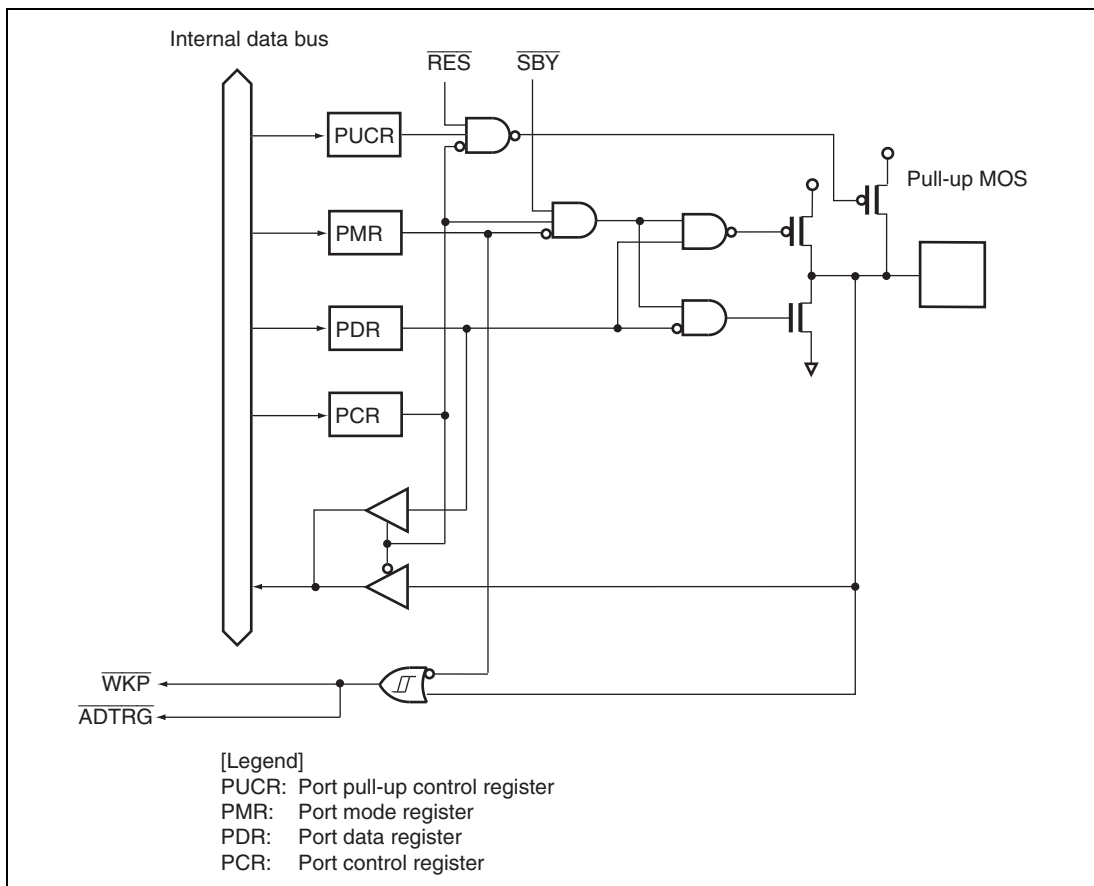 Internal data bus
RES
SBY
PUCR
Pull-up MOS
PMR
PDR
PCR
WKP
ADTRG
[Legend]
PUCR: Port pull-up control register
PMR: Port mode register
PDR: Port data register
PCR: Port control register